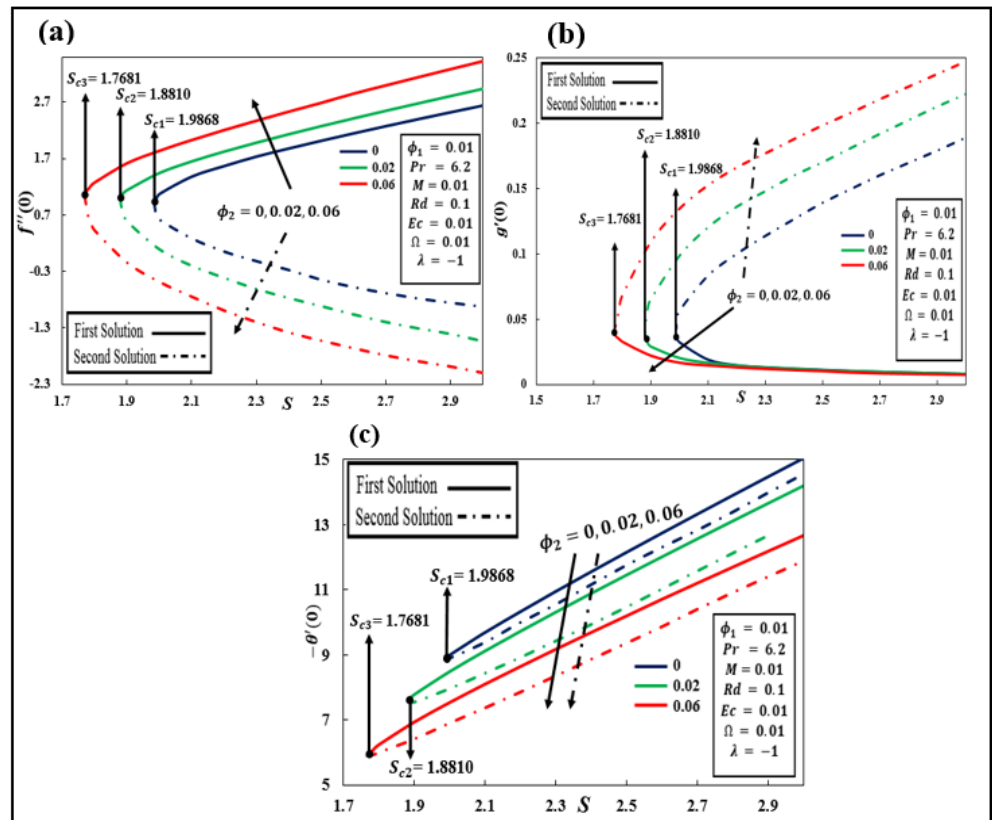 (a)
f''(0)
2.7
1.7
0.7
-0.3
-1.3
-2.3
S_c3= 1.7681
S_c2= 1.8810
S_c1= 1.9868
ϕ₂ = 0, 0.02, 0.06
0
0.02
0.06
ϕ₁ = 0.01
Pr = 6.2
M = 0.01
Rd = 0.1
Ec = 0.01
Ω = 0.01
λ = −1
First Solution
Second Solution
1.7 1.9 2.1 2.3 2.5 2.7 2.9
S
(b)
g'(0)
0.25
0.2
0.15
0.1
0.05
0
First Solution
Second Solution
S_c2= 1.8810
S_c1= 1.9868
S_c3= 1.7681
ϕ₂ = 0, 0.02, 0.06
0
0.02
0.06
ϕ₁ = 0.01
Pr = 6.2
M = 0.01
Rd = 0.1
Ec = 0.01
Ω = 0.01
λ = −1
1.5 1.7 1.9 2.1 2.3 2.5 2.7 2.9
S
(c)
−θ'(0)
15
13
11
9
7
5
First Solution
Second Solution
ϕ₂ = 0, 0.02, 0.06
S_c1= 1.9868
S_c3= 1.7681
S_c2= 1.8810
0
0.02
0.06
ϕ₁ = 0.01
Pr = 6.2
M = 0.01
Rd = 0.1
Ec = 0.01
Ω = 0.01
λ = −1
1.7 1.9 2.1 2.3 2.5 2.7 2.9
S